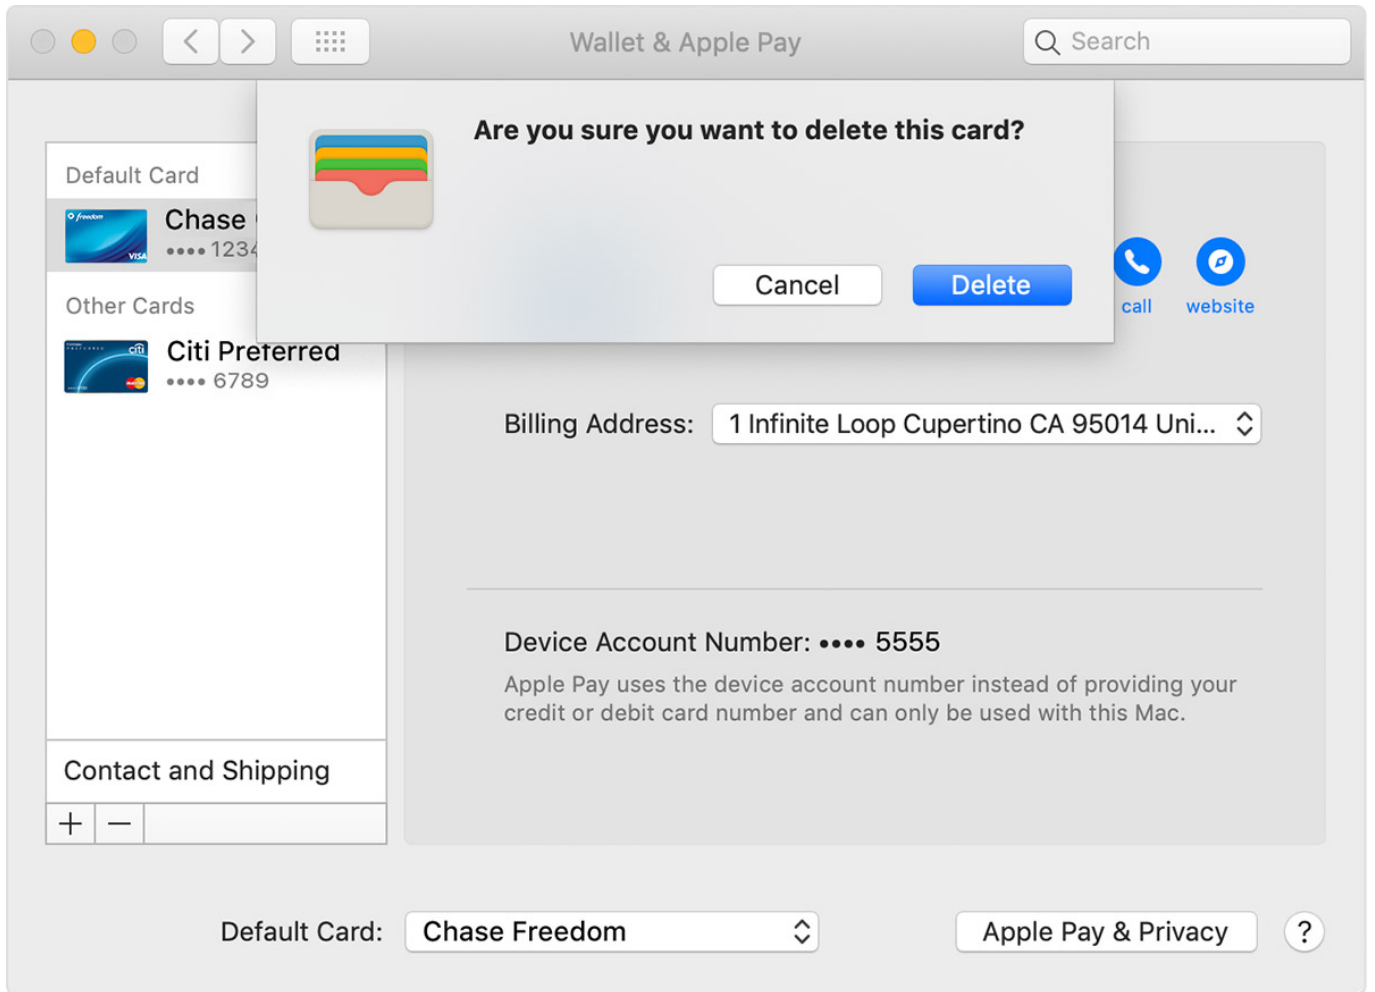 Wallet & Apple Pay
Search
Are you sure you want to delete this card?
Cancel
Delete
Default Card
freedom
VISA
Chase
•••• 1234
call
website
Other Cards
citi
Citi Preferred
•••• 6789
Billing Address:
1 Infinite Loop Cupertino CA 95014 Uni...
Device Account Number: •••• 5555
Apple Pay uses the device account number instead of providing your
credit or debit card number and can only be used with this Mac.
Contact and Shipping
Default Card:
Chase Freedom
Apple Pay & Privacy
?